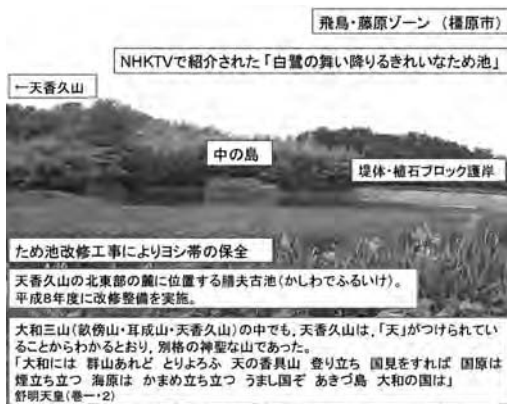 飛鳥・藤原ゾーン (橿原市)
NHKTVで紹介された「白鷺の舞い降りるきれいなため池」
←天香久山
中の島
堤体・植石ブロック護岸
ため池改修工事によりヨシ帯の保全
天香久山の北東部の麓に位置する膳夫古池(かしわてふるいけ)。
平成8年度に改修整備を実施。
大和三山(畝傍山・耳成山・天香久山)の中でも、天香久山は、「天」がつけられてい
ることからわかるとおり、別格の神聖な山であった。
「大和には 群山あれど とりよろふ 天の香具山 登り立ち 国見をすれば 国原は
煙立ち立つ 海原は かまめ立ち立つ うまし国ぞ あきづ島 大和の国は」
舒明天皇(巻一・2)